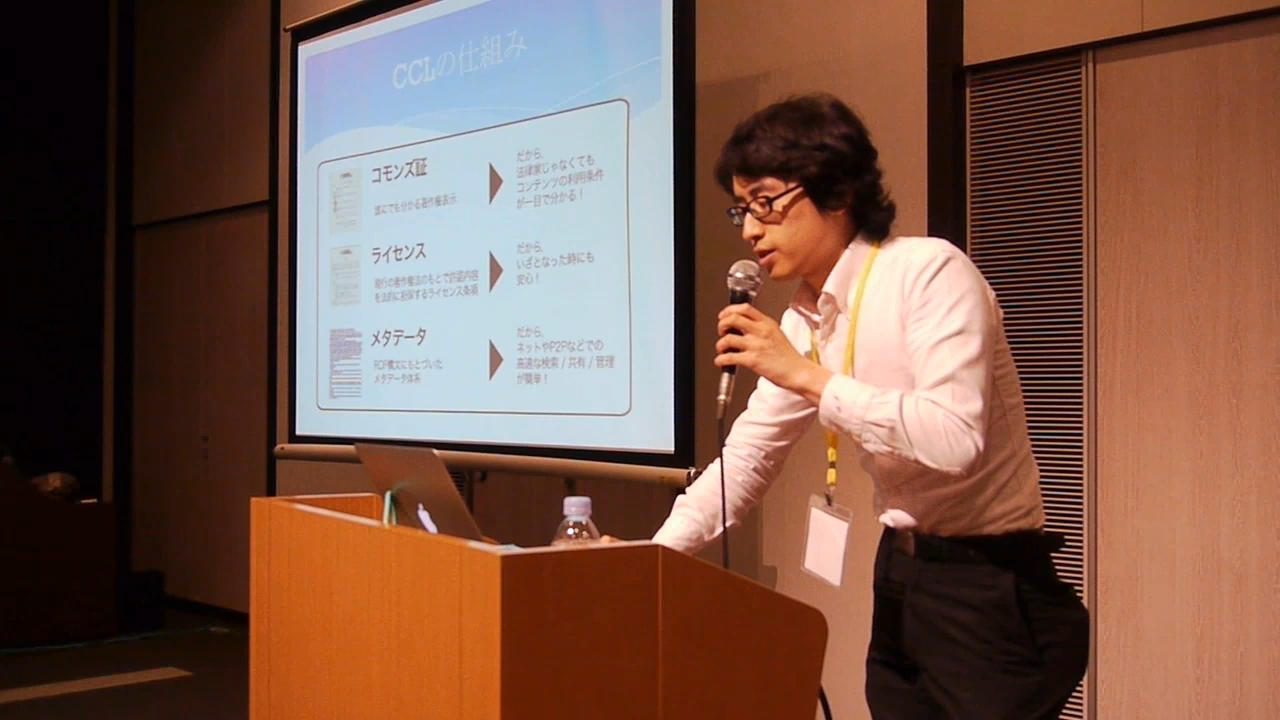 CCLの仕組み
コモンズ証
誰にでも分かる著作権表示
だから、
法律家じゃなくても
コンテンツの利用条件
が一目で分かる！
ライセンス
現行の著作権法のもとで許諾内容
を法的に担保するライセンス条項
だから、
いざとなった時にも
安心！
メタデータ
RDF構文にもとづいた
メタデータ体系
だから、
ネットやP2Pなどでの
高速な検索 / 共有 / 管理
が簡単！